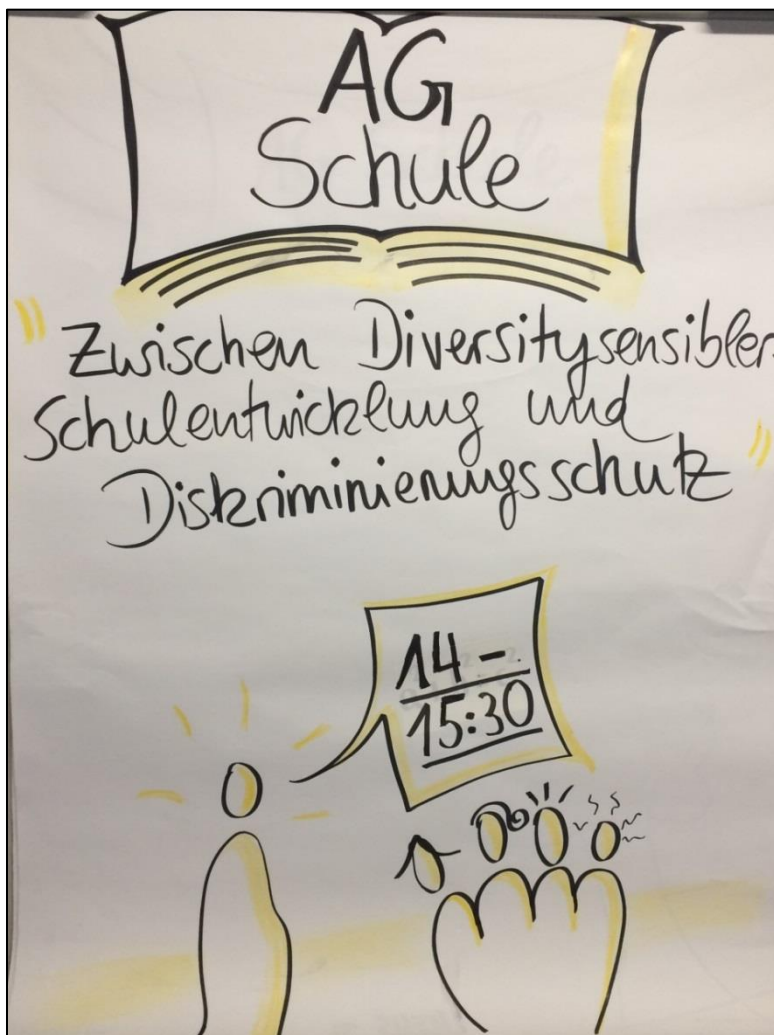 AG
Schule
"Zwischen Diversitysensibler
Schulentwicklung und
Diskriminierungsschutz"
14 -
15:30